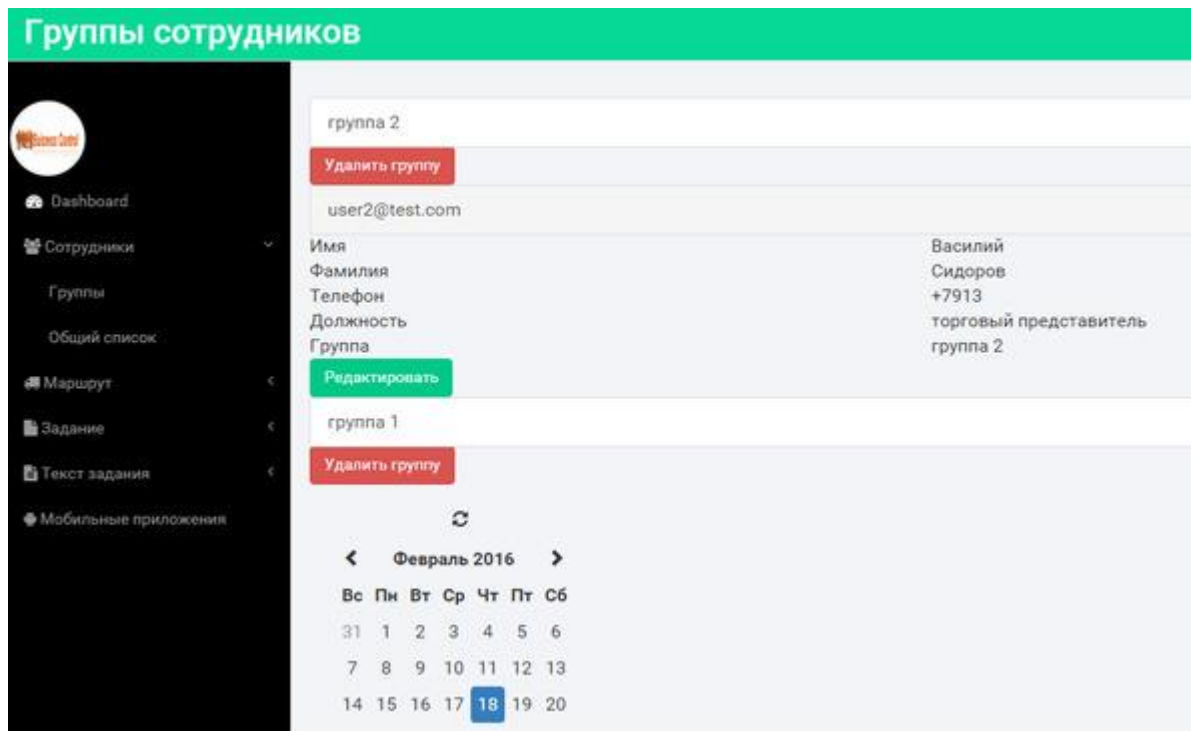 Группы сотрудников
Business Control
Dashboard
Сотрудники
Группы
Общий список
Маршрут
Задание
Текст задания
Мобильные приложения
группа 2
Удалить группу
user2@test.com
Имя Василий
Фамилия Сидоров
Телефон +7913
Должность торговый представитель
Группа группа 2
Редактировать
группа 1
Удалить группу
Февраль 2016
Вс Пн Вт Ср Чт Пт Сб
31 1 2 3 4 5 6
7 8 9 10 11 12 13
14 15 16 17 18 19 20